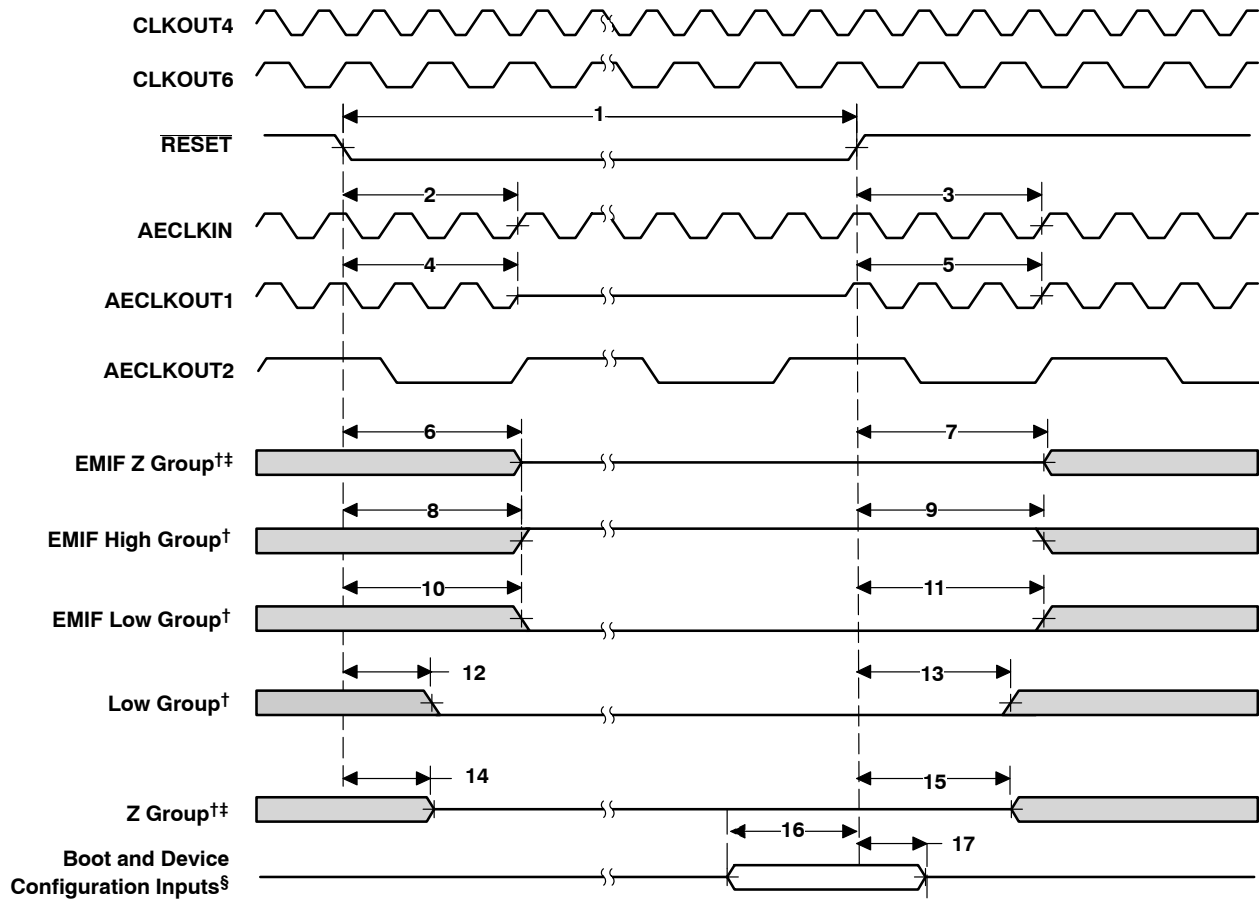 CLKOUT4
CLKOUT6
1
RESET
2
3
AECLKIN
4
5
AECLKOUT1
AECLKOUT2
6
7
EMIF Z Group†‡
8
9
EMIF High Group†
10
11
EMIF Low Group†
12
13
Low Group†
14
15
Z Group†‡
16
17
Boot and Device
Configuration Inputs§